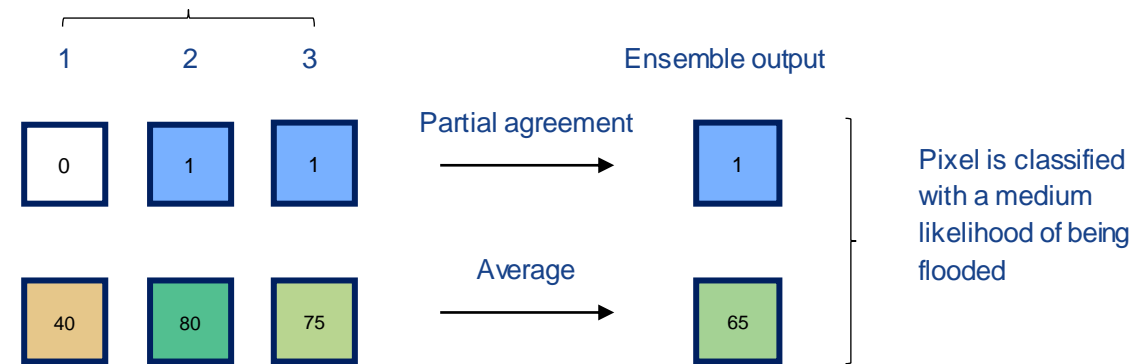 1 2 3 Ensemble output
Partial agreement
0 1 1 1
Pixel is classified
with a medium
likelihood of being
flooded
Average
40 80 75 65